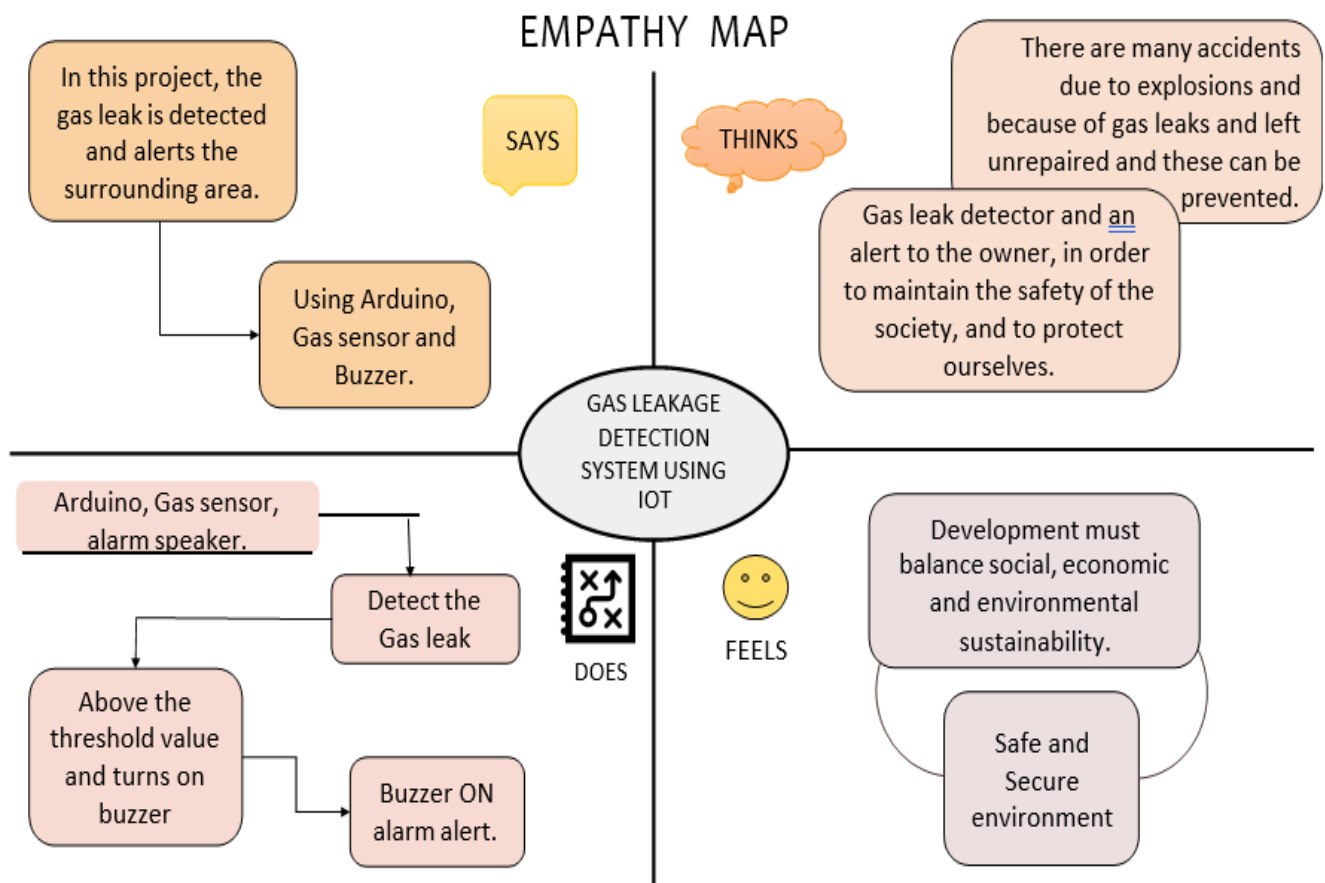 EMPATHY MAP
In this project, the
gas leak is detected
and alerts the
surrounding area.
SAYS
Using Arduino,
Gas sensor and
Buzzer.
THINKS
There are many accidents
due to explosions and
because of gas leaks and left
unrepaired and these can be
prevented.
Gas leak detector and an
alert to the owner, in order
to maintain the safety of the
society, and to protect
ourselves.
GAS LEAKAGE
DETECTION
SYSTEM USING
IOT
Arduino, Gas sensor,
alarm speaker.
Detect the
Gas leak
Above the
threshold value
and turns on
buzzer
Buzzer ON
alarm alert.
DOES
FEELS
Development must
balance social, economic
and environmental
sustainability.
Safe and
Secure
environment